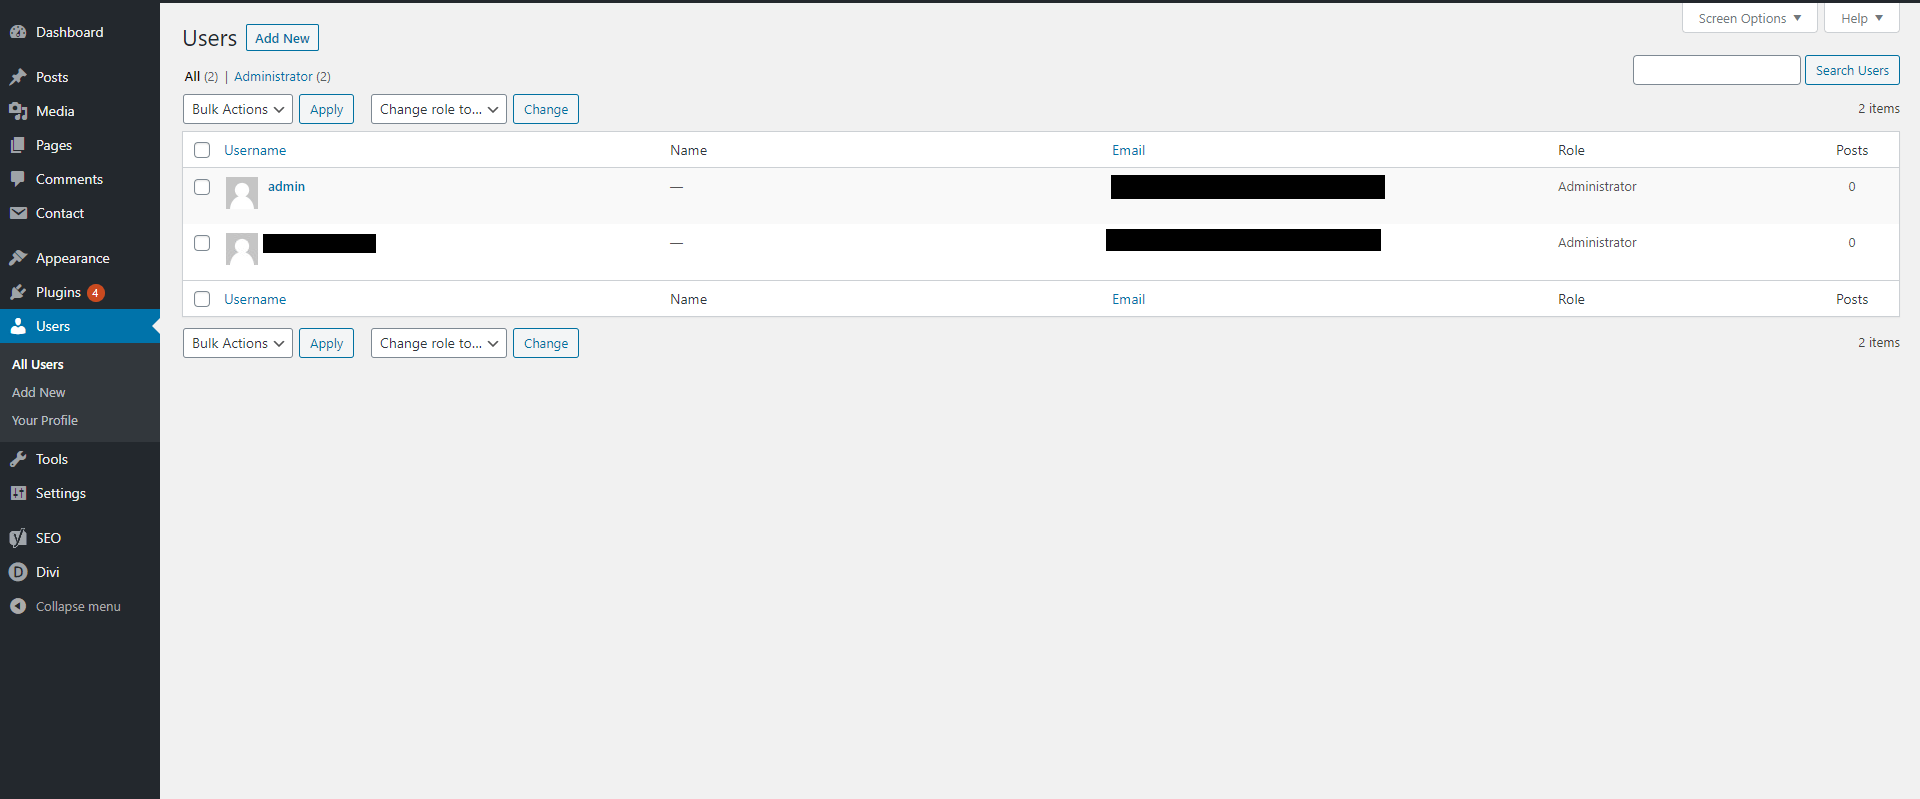 Dashboard
Posts
Media
Pages
Comments
Contact
Appearance
Plugins 4
Users
All Users
Add New
Your Profile
Tools
Settings
SEO
Divi
Collapse menu
Screen Options Help
Users Add New
All (2) | Administrator (2)
Search Users
Bulk Actions Apply Change role to... Change 2 items
Username Name Email Role Posts
admin — Administrator 0
— Administrator 0
Username Name Email Role Posts
Bulk Actions Apply Change role to... Change 2 items